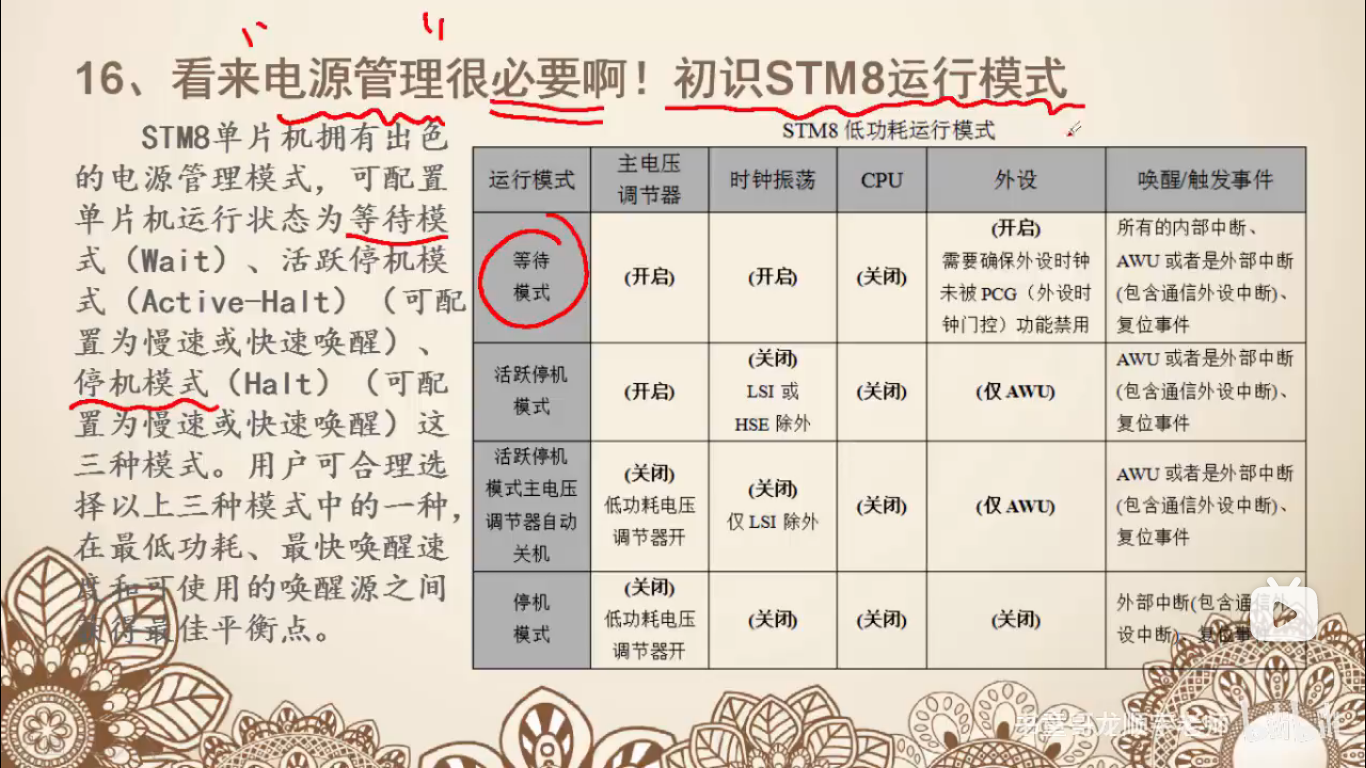 16、看来电源管理很必要啊！初识STM8运行模式
STM8单片机拥有出色
的电源管理模式，可配置
单片机运行状态为等待模
式（Wait）、活跃停机模
式（Active-Halt）（可配
置为慢速或快速唤醒）、
停机模式（Halt）（可配
置为慢速或快速唤醒）这
三种模式。用户可合理选
择以上三种模式中的一种，
在最低功耗、最快唤醒速
度和可使用的唤醒源之间
获得最佳平衡点。
STM8 低功耗运行模式
运行模式
主电压
调节器
时钟振荡
CPU
外设
唤醒/触发事件
等待
模式
(开启)
(开启)
(关闭)
(开启)
需要确保外设时钟
未被PCG（外设时
钟门控）功能禁用
所有的内部中断、
AWU 或者是外部中断
(包含通信外设中断)、
复位事件
活跃停机
模式
(开启)
(关闭)
LSI 或
HSE 除外
(关闭)
(仅 AWU)
AWU 或者是外部中断
(包含通信外设中断)、
复位事件
活跃停机
模式主电压
调节器自动
关机
(关闭)
低功耗电压
调节器开
(关闭)
仅 LSI 除外
(关闭)
(仅 AWU)
AWU 或者是外部中断
(包含通信外设中断)、
复位事件
停机
模式
(关闭)
低功耗电压
调节器开
(关闭)
(关闭)
(关闭)
外部中断(包含通信外
设中断)、复位事件